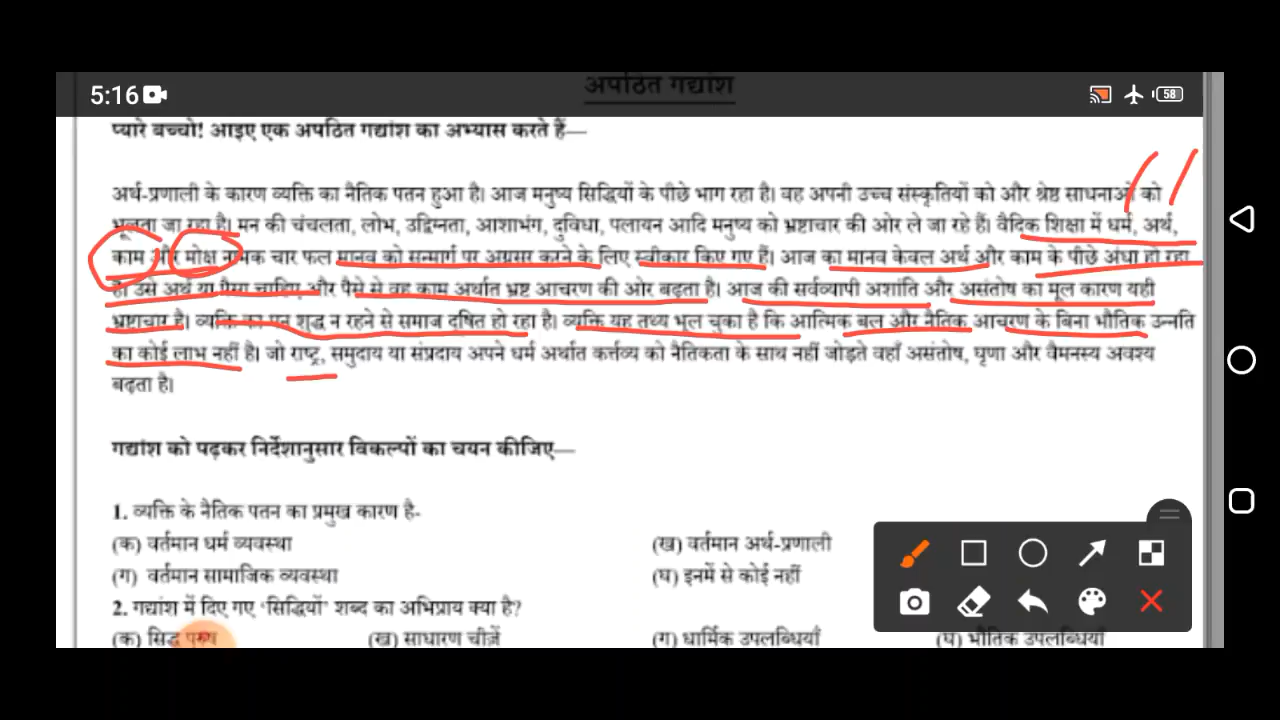 अपठित गद्यांश
5:16
58
प्यारे बच्चो! आइए एक अपठित गद्यांश का अभ्यास करते हैं—
अर्थ-प्रणाली के कारण व्यक्ति का नैतिक पतन हुआ है। आज मनुष्य सिद्धियों के पीछे भाग रहा है। वह अपनी उच्च संस्कृतियों को और श्रेष्ठ साधनाओं को
भूलता जा रहा है। मन की चंचलता, लोभ, उद्विग्नता, आशाभंग, दुविधा, पलायन आदि मनुष्य को भ्रष्टाचार की ओर ले जा रहे हैं। वैदिक शिक्षा में धर्म, अर्थ,
काम और मोक्ष नामक चार फल मानव को सन्मार्ग पर अग्रसर करने के लिए स्वीकार किए गए हैं। आज का मानव केवल अर्थ और काम के पीछे अंधा हो रहा
है। उसे अर्थ या पैसा चाहिए और पैसे से वह काम अर्थात भ्रष्ट आचरण की ओर बढ़ता है। आज की सर्वव्यापी अशांति और असंतोष का मूल कारण यही
भ्रष्टाचार है। व्यक्ति का मन शुद्ध न रहने से समाज दूषित हो रहा है। व्यक्ति यह तथ्य भूल चुका है कि आत्मिक बल और नैतिक आचरण के बिना भौतिक उन्नति
का कोई लाभ नहीं है। जो राष्ट्र, समुदाय या संप्रदाय अपने धर्म अर्थात कर्त्तव्य को नैतिकता के साथ नहीं जोड़ते वहाँ असंतोष, घृणा और वैमनस्य अवश्य
बढ़ता है।
गद्यांश को पढ़कर निर्देशानुसार विकल्पों का चयन कीजिए—
1. व्यक्ति के नैतिक पतन का प्रमुख कारण है-
(क) वर्तमान धर्म व्यवस्था (ख) वर्तमान अर्थ-प्रणाली
(ग) वर्तमान सामाजिक व्यवस्था (घ) इनमें से कोई नहीं
2. गद्यांश में दिए गए 'सिद्धियों' शब्द का अभिप्राय क्या है?
(क) सिद्ध पुरुष (ख) साधारण चीज़ें (ग) धार्मिक उपलब्धियाँ (घ) भौतिक उपलब्धियाँ